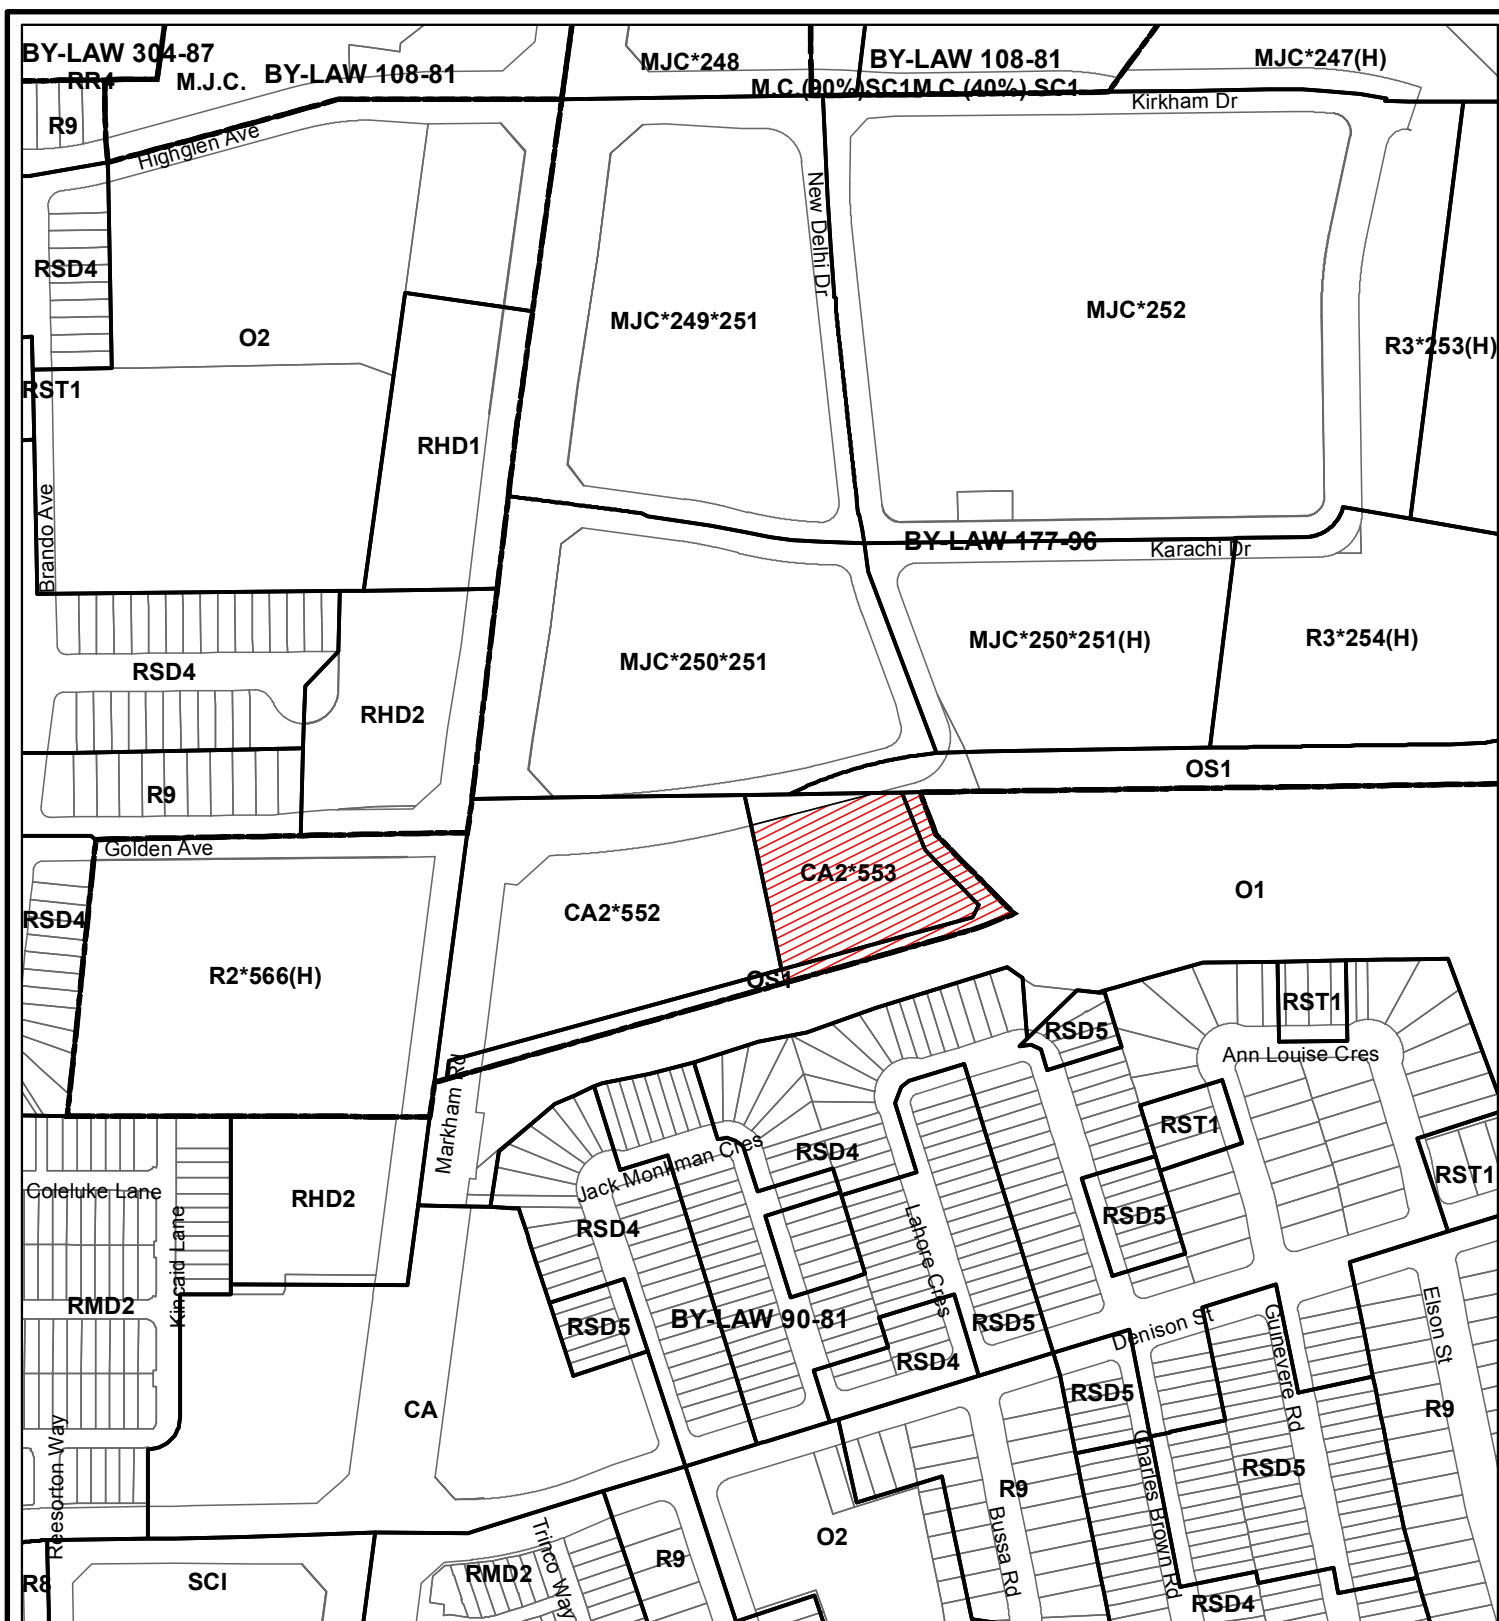 BY-LAW 304-87
RR4
M.J.C.
BY-LAW 108-81
MJC*248
BY-LAW 108-81
MJC*247(H)
M.C.(90%)SC1M.C.(40%) SC1
Kirkham Dr
R9
Highglen Ave
New Delhi Dr
RSD4
O2
MJC*249*251
MJC*252
R3*253(H)
RST1
RHD1
Brando Ave
BY-LAW 177-96
Karachi Dr
RSD4
MJC*250*251
MJC*250*251(H)
R3*254(H)
RHD2
R9
OS1
Golden Ave
CA2*553
O1
RSD4
CA2*552
R2*566(H)
OS1
RST1
RSD5
Ann Louise Cres
Markham Rd
RST1
Jack Monkman Cres
RSD4
RST1
Coleluke Lane
RHD2
Kincaid Lane
RSD4
Lahore Cres
RSD5
RMD2
RSD5
BY-LAW 90-81
RSD5
Denison St
Guinevere Rd
Elson St
RSD4
RSD5
CA
R9
Reesorton Way
Charles Brown Rd
RSD5
R9
Bussa Rd
O2
Trinco Way
R9
RMD2
R8
SCI
RSD4